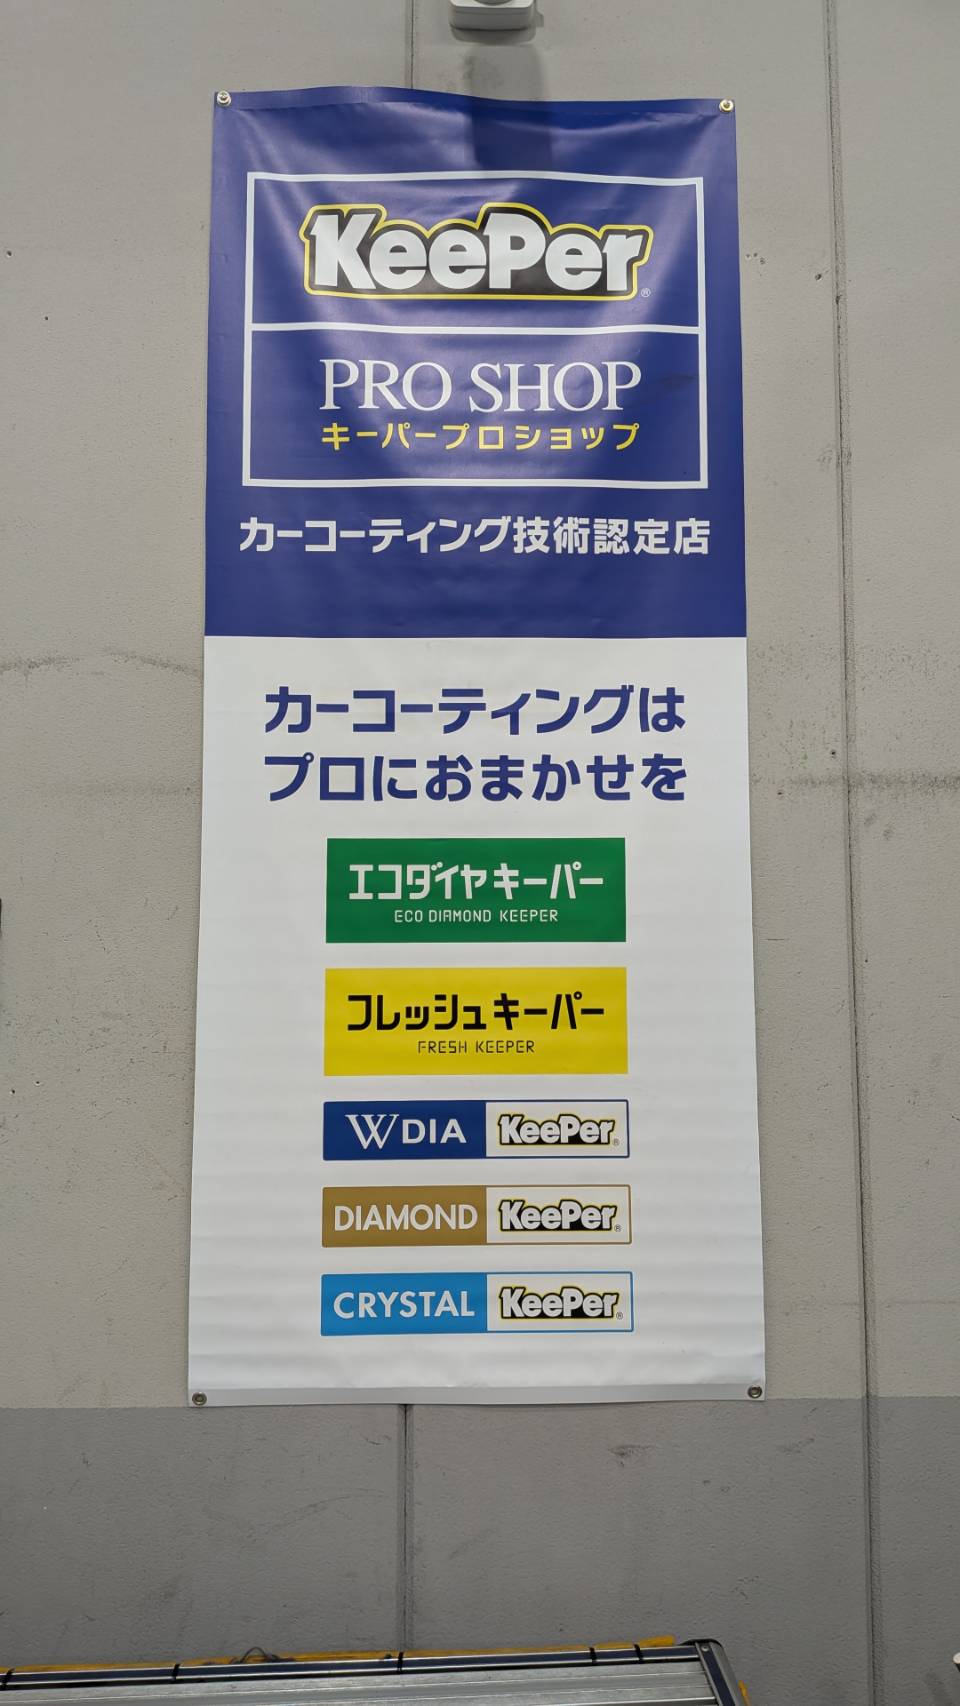 KeePer
PRO SHOP
キーパープロショップ
カーコーティング技術認定店
カーコーティングは
プロにおまかせを
エコダイヤキーパー
ECO DIAMOND KEEPER
フレッシュキーパー
FRESH KEEPER
W DIA KeePer
DIAMOND KeePer
CRYSTAL KeePer